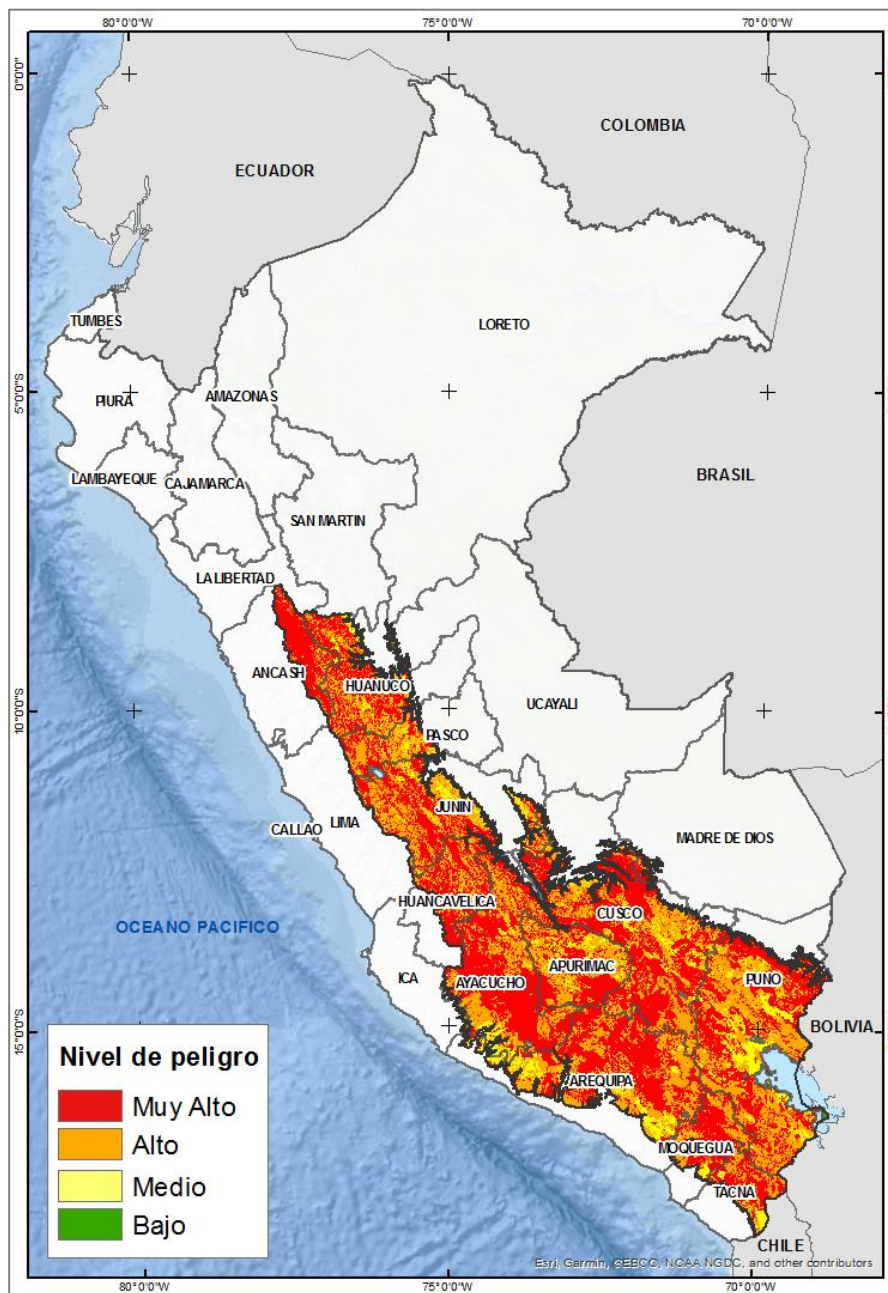 80°0'0"W 75°0'0"W 70°0'0"W
0°0'0"
COLOMBIA
ECUADOR
TUMBES
LORETO
5°0'0"S
PIURA
AMAZONAS
LAMBAYEQUE
CAJAMARCA
BRASIL
SAN MARTIN
LA LIBERTAD
ANCASH
HUANUCO
10°0'0"S
UCAYALI
PASCO
JUNIN
CALLAO
LIMA
MADRE DE DIOS
HUANCAVELICA
CUSCO
OCEANO PACIFICO
APURIMAC
ICA
AYACUCHO
PUNO
15°0'0"S
BOLIVIA
AREQUIPA
MOQUEGUA
TACNA
CHILE
Nivel de peligro
Muy Alto
Alto
Medio
Bajo
Esri, Garmin, GEBCO, NOAA NGDC, and other contributors
80°0'0"W 75°0'0"W 70°0'0"W